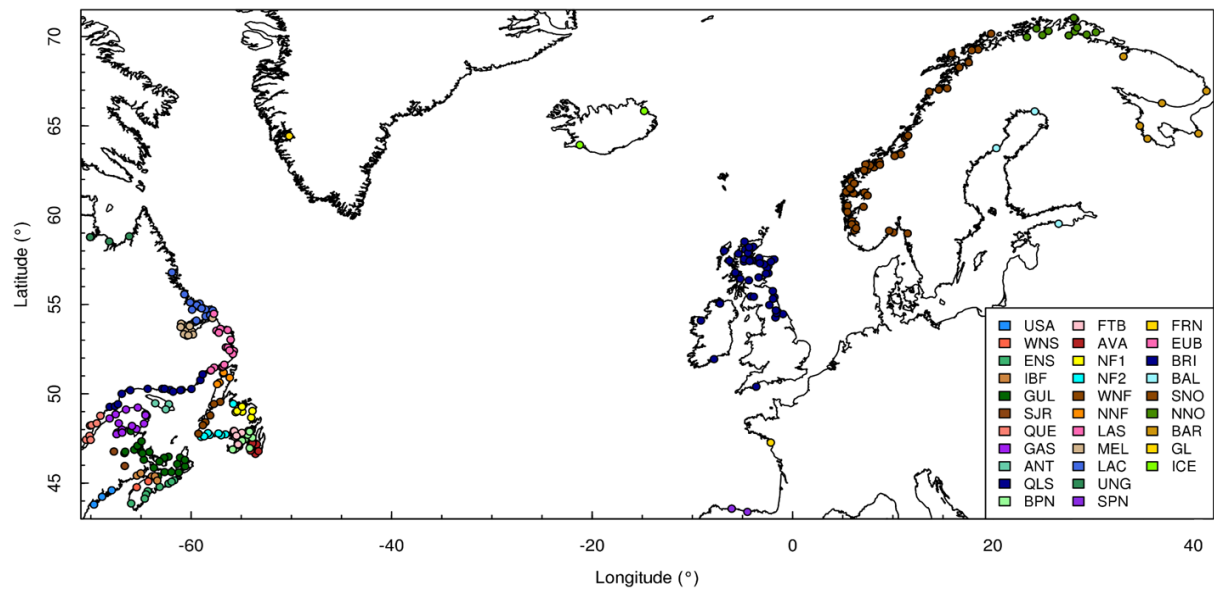 70
65
60
55
50
45
Latitude (°)
-60
-40
-20
0
20
40
Longitude (°)
USA FTB FRN
WNS AVA EUB
ENS NF1 BRI
IBF NF2 BAL
GUL WNF SNO
SJR NNF NNO
QUE LAS BAR
GAS MEL GL
ANT LAC ICE
QLS UNG
BPN SPN